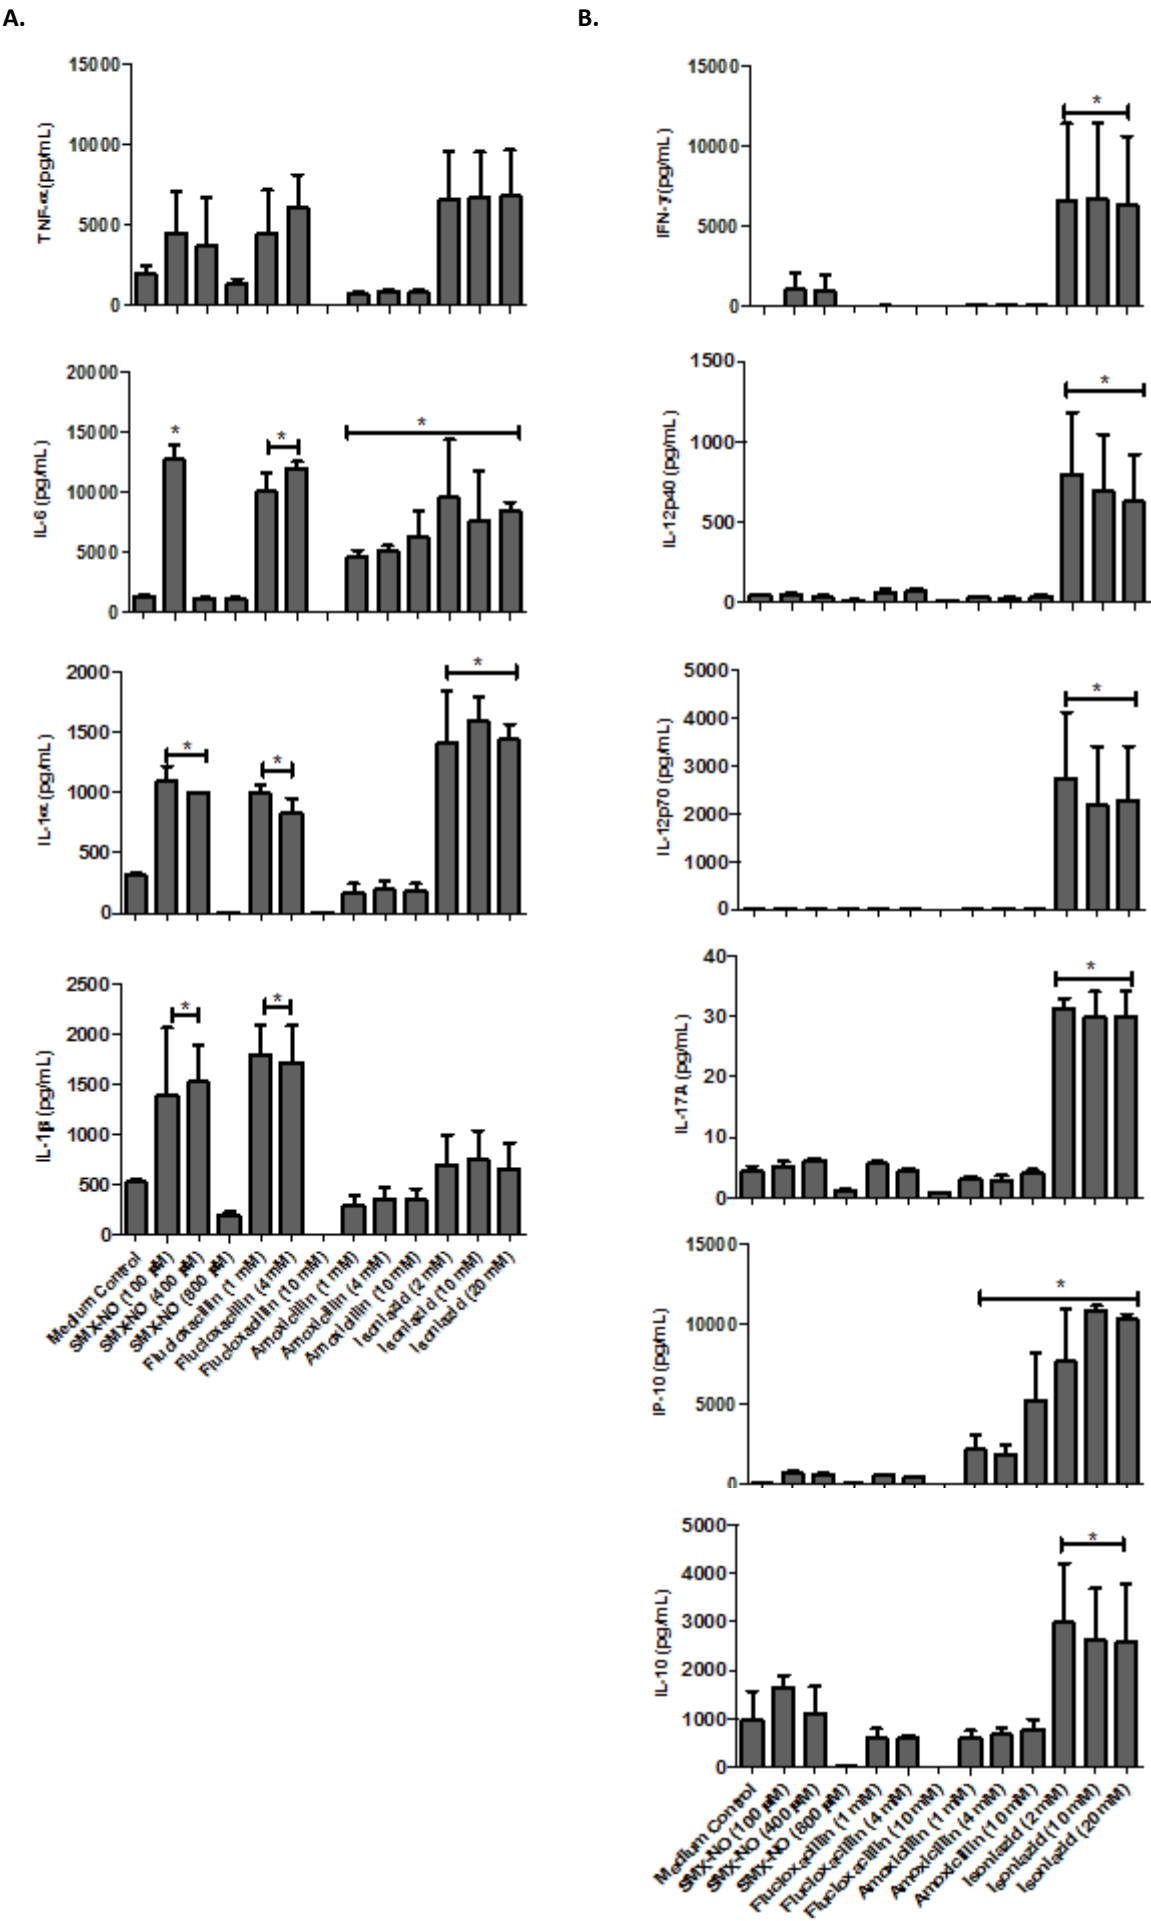 A.
15000
10000
5000
0
TNF-α (pg/mL)
20000
15000
10000
5000
0
IL-6 (pg/mL)
*
*
*
2000
1500
1000
500
0
IL-1α (pg/mL)
*
*
*
2500
2000
1500
1000
500
0
IL-1β (pg/mL)
*
*
Medium Control
SMX-NO (100 µM)
SMX-NO (400 µM)
SMX-NO (800 µM)
Flucloxacillin (1 mM)
Flucloxacillin (4 mM)
Flucloxacillin (10 mM)
Amoxicillin (1 mM)
Amoxicillin (4 mM)
Amoxicillin (10 mM)
Isoniazid (2 mM)
Isoniazid (10 mM)
Isoniazid (20 mM)
B.
15000
10000
5000
0
IFN-γ (pg/mL)
*
1500
1000
500
0
IL-12p40 (pg/mL)
*
5000
4000
3000
2000
1000
0
IL-12p70 (pg/mL)
*
40
30
20
10
0
IL-17A (pg/mL)
*
15000
10000
5000
0
IP-10 (pg/mL)
*
5000
4000
3000
2000
1000
0
IL-10 (pg/mL)
*
Medium Control
SMX-NO (100 µM)
SMX-NO (400 µM)
SMX-NO (800 µM)
Flucloxacillin (1 mM)
Flucloxacillin (4 mM)
Flucloxacillin (10 mM)
Amoxicillin (1 mM)
Amoxicillin (4 mM)
Amoxicillin (10 mM)
Isoniazid (2 mM)
Isoniazid (10 mM)
Isoniazid (20 mM)